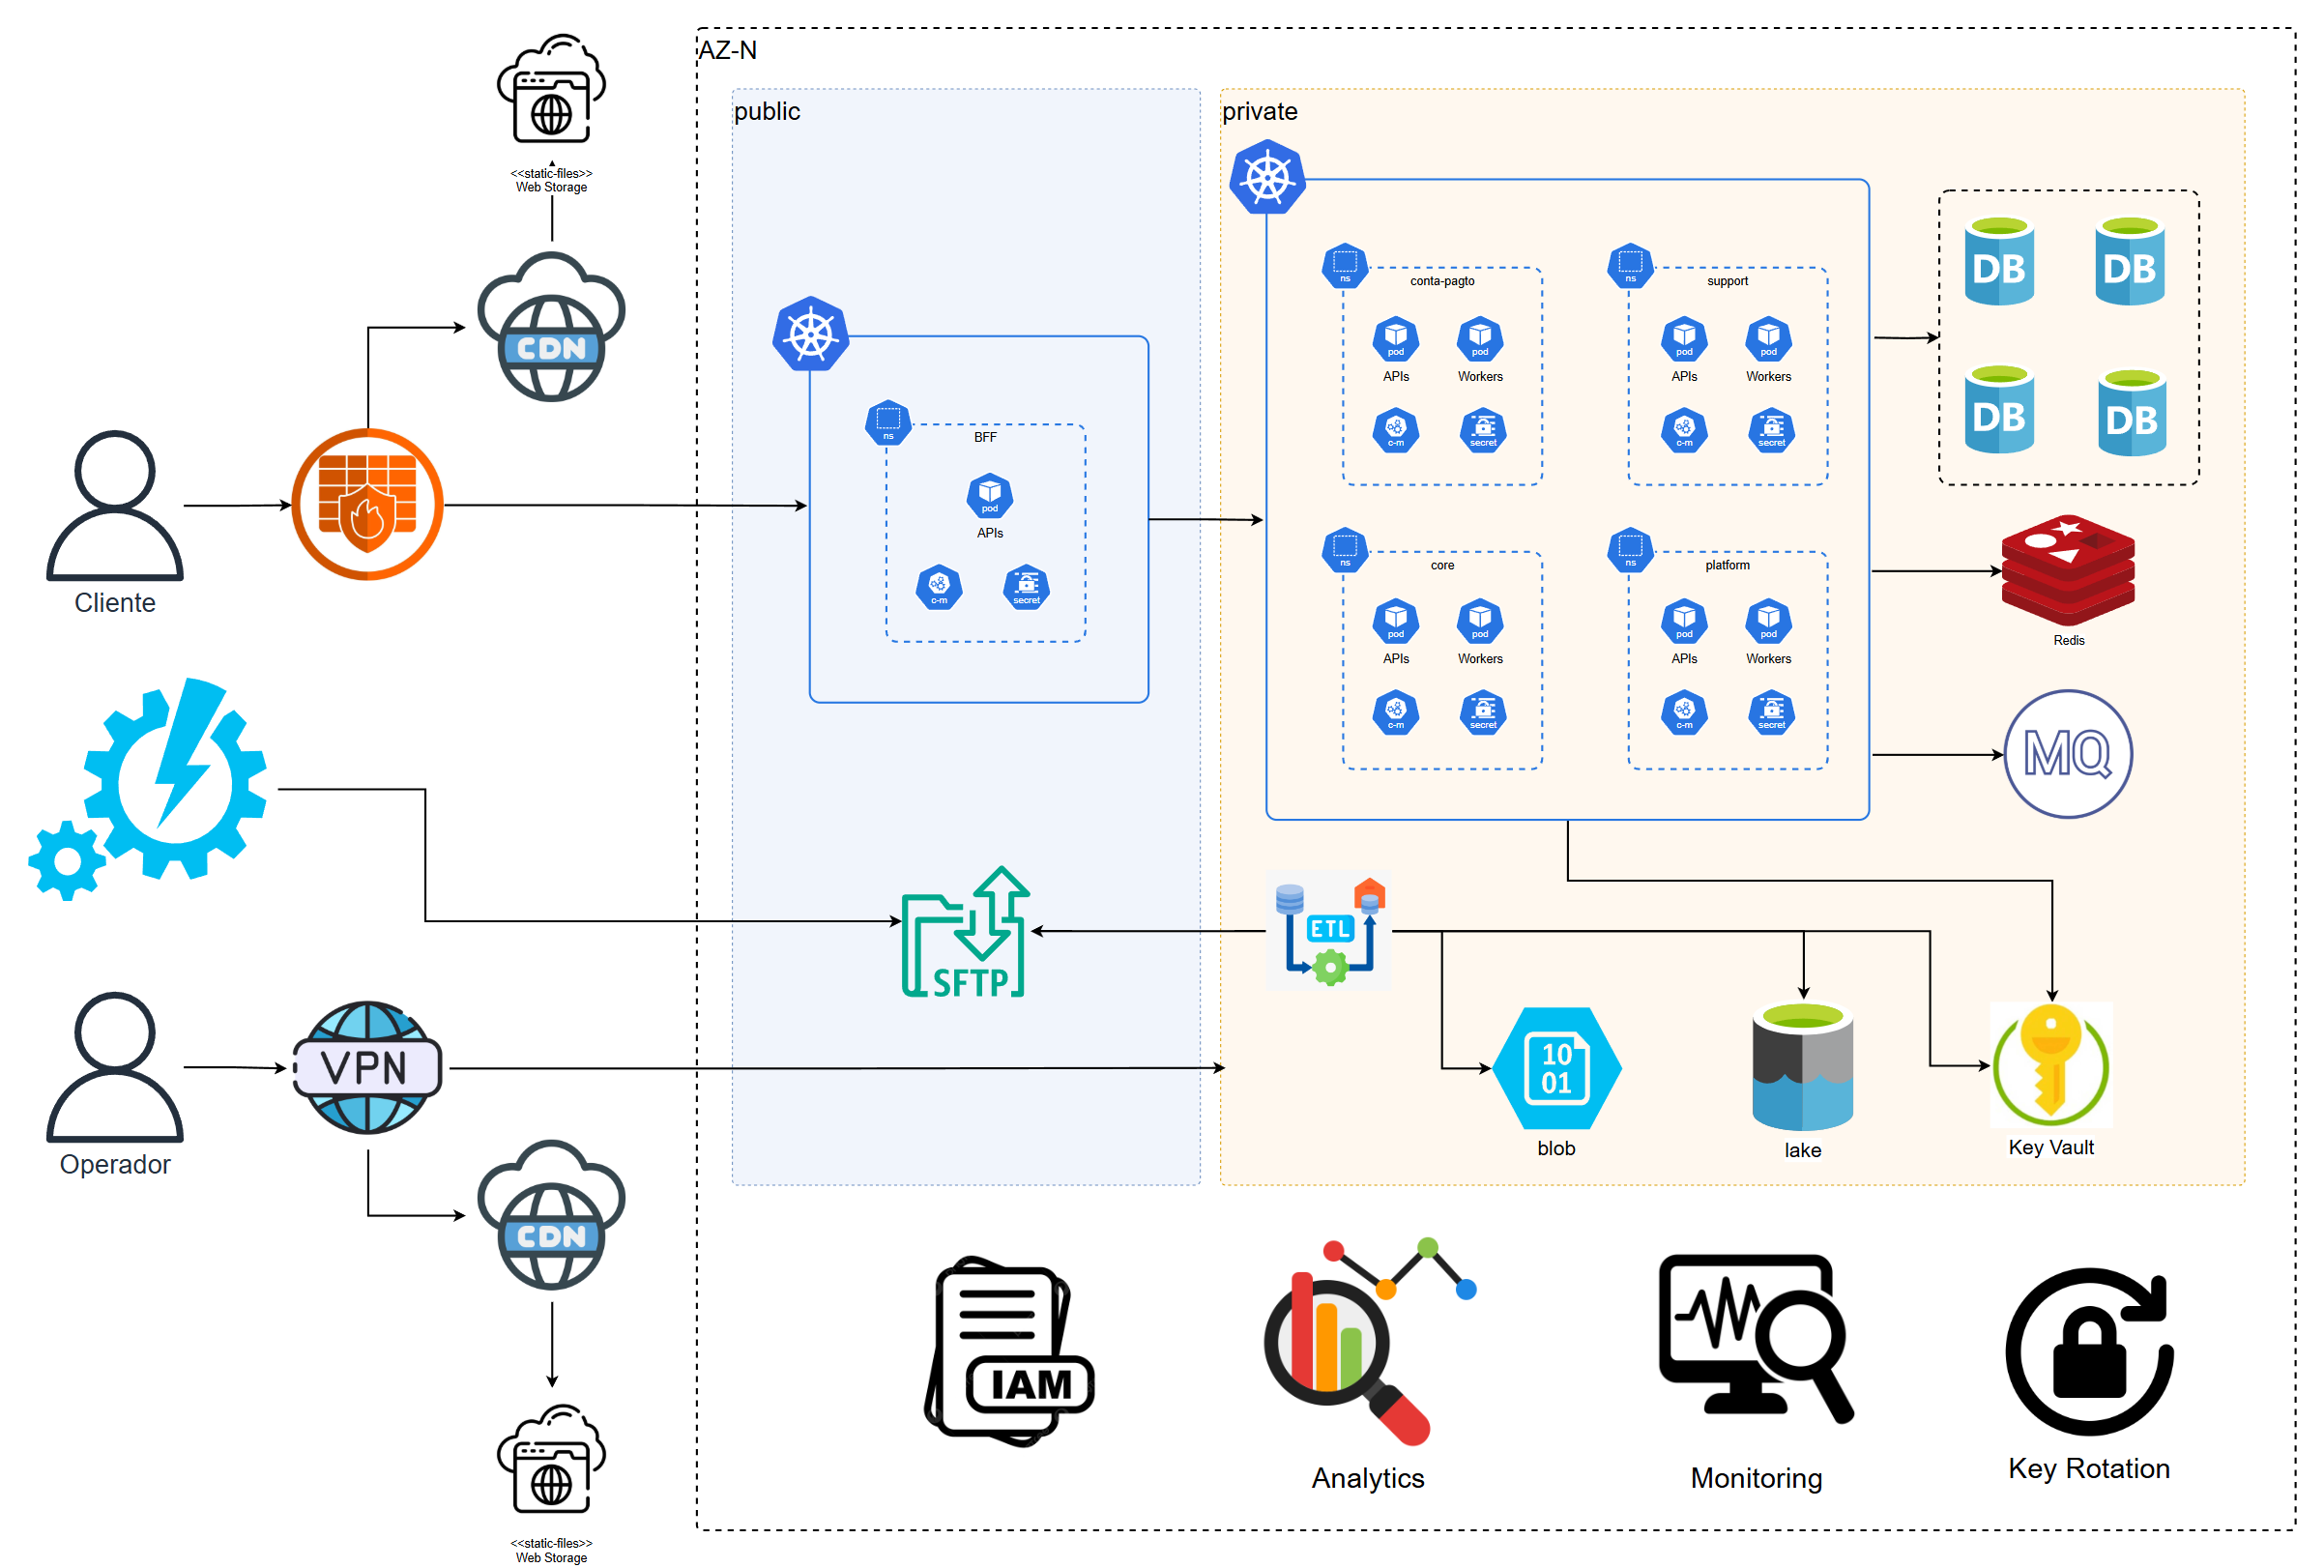 AZ-N
public
private
<<static-files>>
Web Storage
CDN
Cliente
ns
BFF
pod
APIs
c-m
secret
ns
conta-pagto
pod
pod
APIs
Workers
c-m
secret
ns
support
pod
pod
APIs
Workers
c-m
secret
ns
core
pod
pod
APIs
Workers
c-m
secret
ns
platform
pod
pod
APIs
Workers
c-m
secret
DB
DB
DB
DB
Redis
MQ
SFTP
ETL
Operador
VPN
10
01
blob
lake
Key Vault
CDN
<<static-files>>
Web Storage
IAM
Analytics
Monitoring
Key Rotation